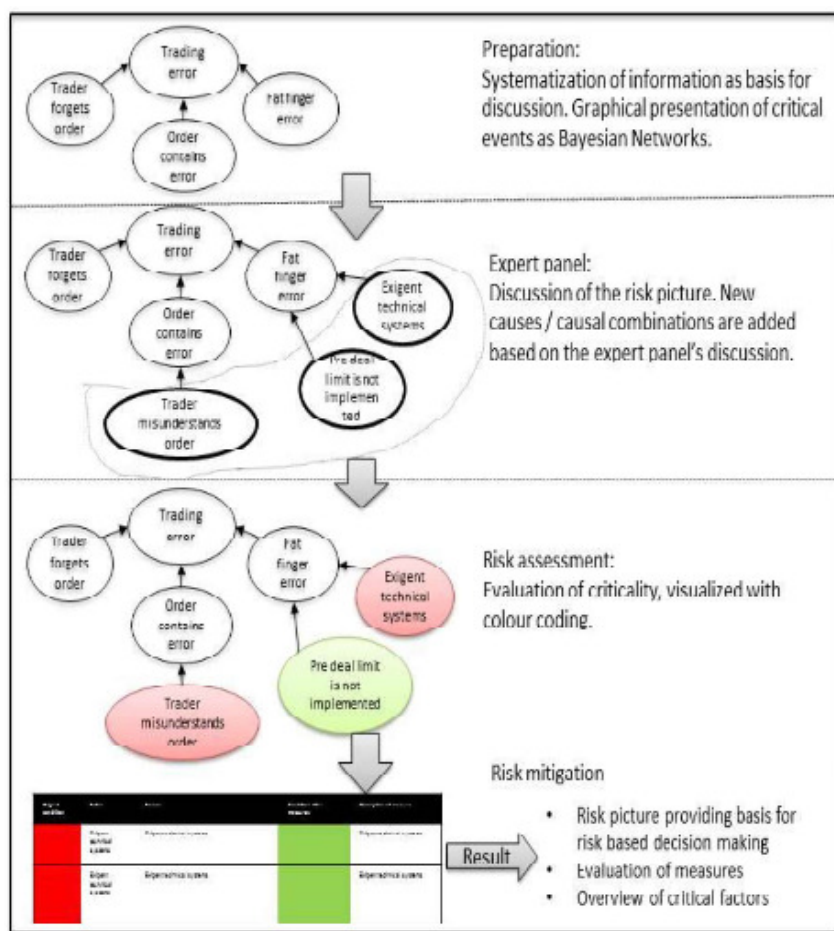 Trading
error
Trader
forgets
order
Fat finger
error
Order
contains
error
Preparation:
Systematization of information as basis for
discussion. Graphical presentation of critical
events as Bayesian Networks.
Trading
error
Trader
forgets
order
Fat
finger
error
Exigent
technical
systems
Order
contains
error
Pre deal
limit is not
implemen
ted
Trader
misunderstands
order
Expert panel:
Discussion of the risk picture. New
causes / causal combinations are added
based on the expert panel's discussion.
Trading
error
Trader
forgets
order
Fat
finger
error
Exigent
technical
systems
Order
contains
error
Pre deal limit
is not
implemented
Trader
misunderstands
order
Risk assessment:
Evaluation of criticality, visualized with
colour coding.
Result
Risk mitigation
• Risk picture providing basis for
risk based decision making
• Evaluation of measures
• Overview of critical factors